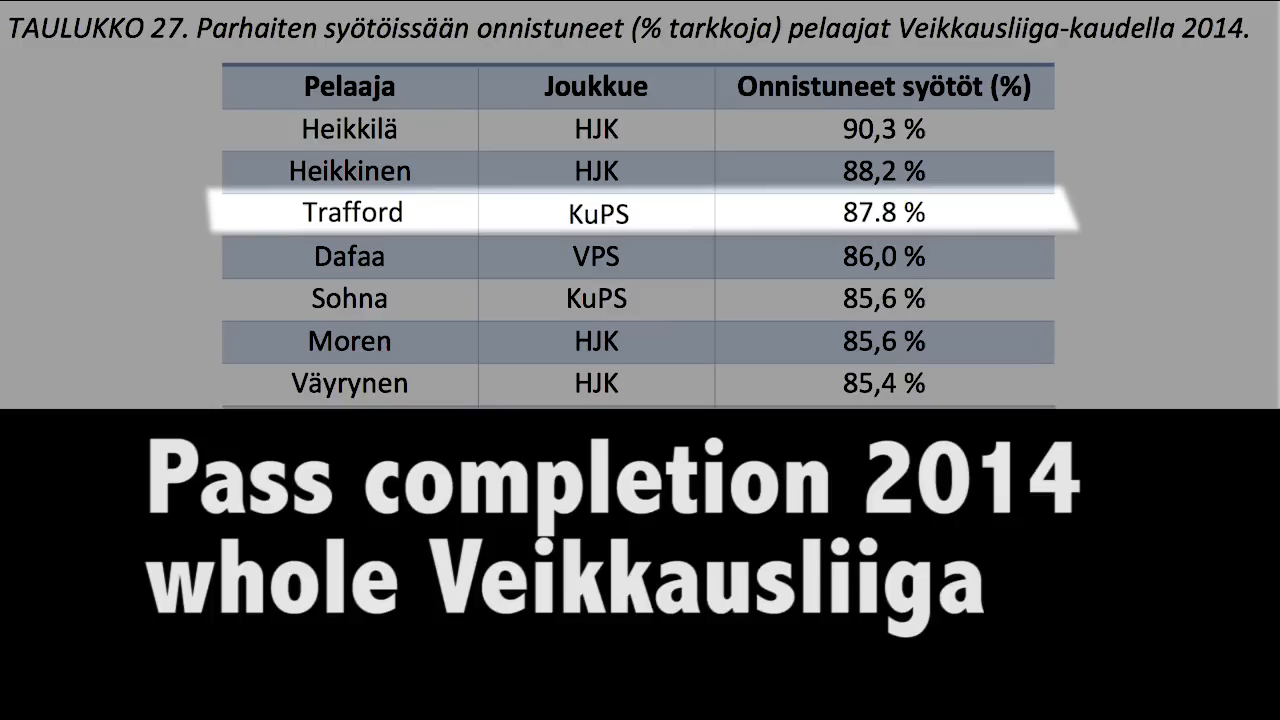 TAULUKKO 27. Parhaiten syötöissään onnistuneet (% tarkkoja) pelaajat Veikkausliiga-kaudella 2014.
Pelaaja Joukkue Onnistuneet syötöt (%)
Heikkilä HJK 90,3 %
Heikkinen HJK 88,2 %
Trafford KuPS 87.8 %
Dafaa VPS 86,0 %
Sohna KuPS 85,6 %
Moren HJK 85,6 %
Väyrynen HJK 85,4 %
Pass completion 2014
whole Veikkausliiga